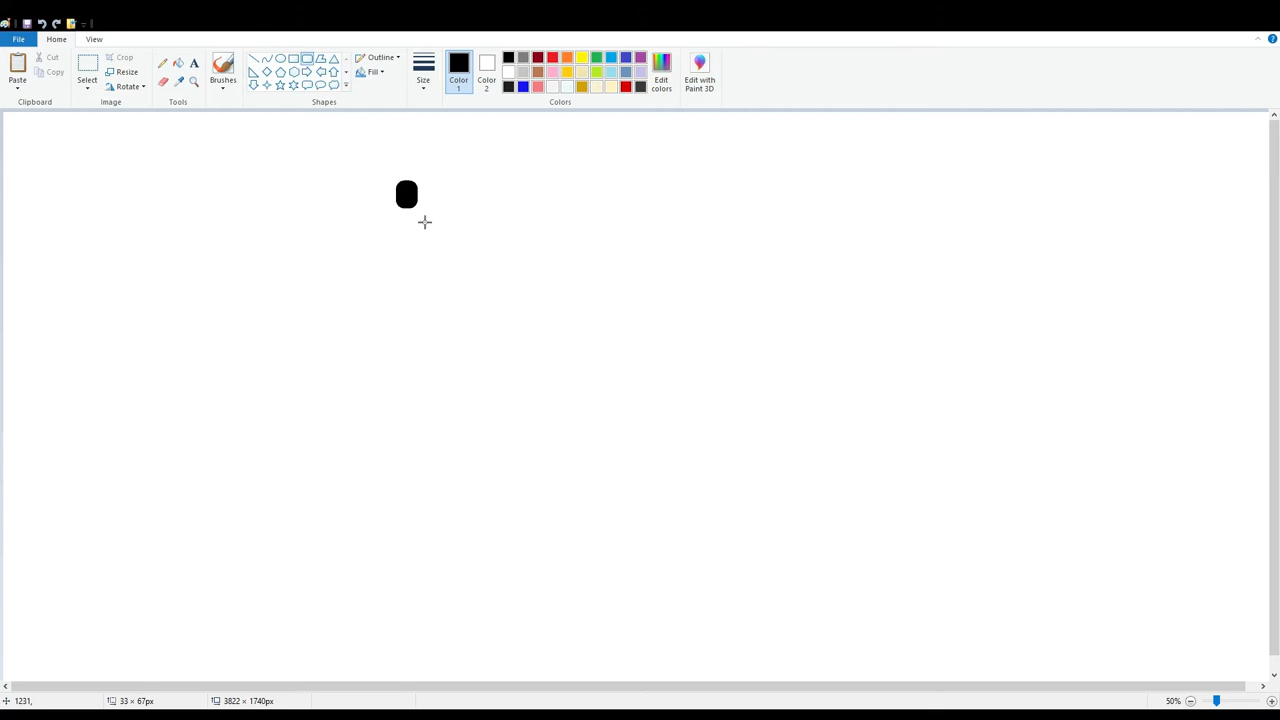 File Home View
Paste Cut Copy Select Crop Resize Rotate Brushes Outline Fill Size Color 1 Color 2 Edit colors Edit with Paint 3D
Clipboard Image Tools Shapes Colors
1231, 33 × 67px 3822 × 1740px 50%